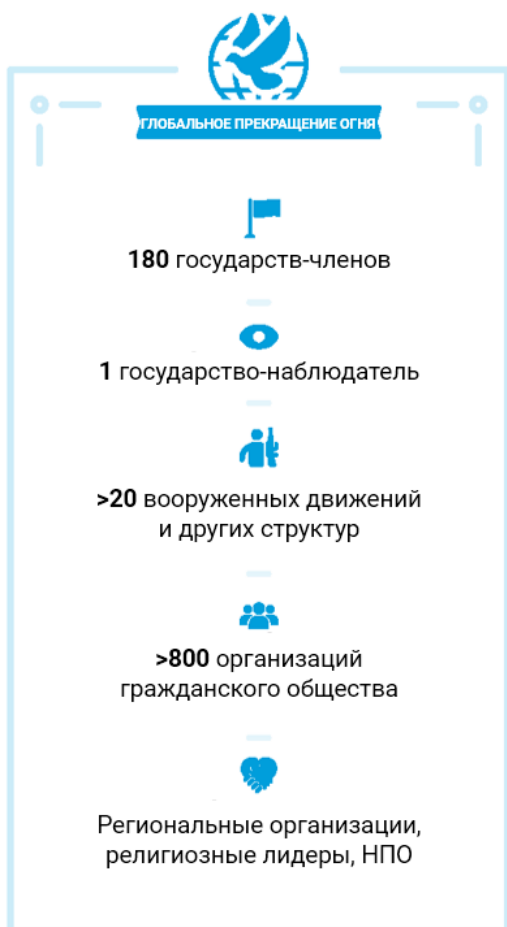 ГЛОБАЛЬНОЕ ПРЕКРАЩЕНИЕ ОГНЯ
180 государств-членов
1 государство-наблюдатель
>20 вооруженных движений
и других структур
>800 организаций
гражданского общества
Региональные организации,
религиозные лидеры, НПО